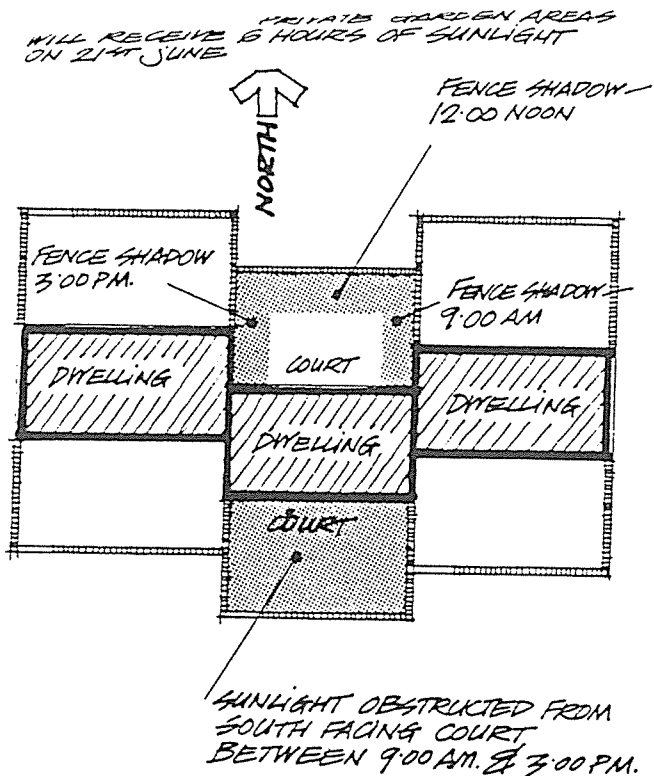 PRIVATE GARDEN AREAS
WILL RECEIVE 6 HOURS OF SUNLIGHT
ON 21ST JUNE
FENCE SHADOW
12.00 NOON
NORTH
FENCE SHADOW
3.00 PM.
FENCE SHADOW
9.00 AM
COURT
DWELLING
DWELLING
DWELLING
COURT
SUNLIGHT OBSTRUCTED FROM
SOUTH FACING COURT
BETWEEN 9.00 AM. & 3.00 PM.